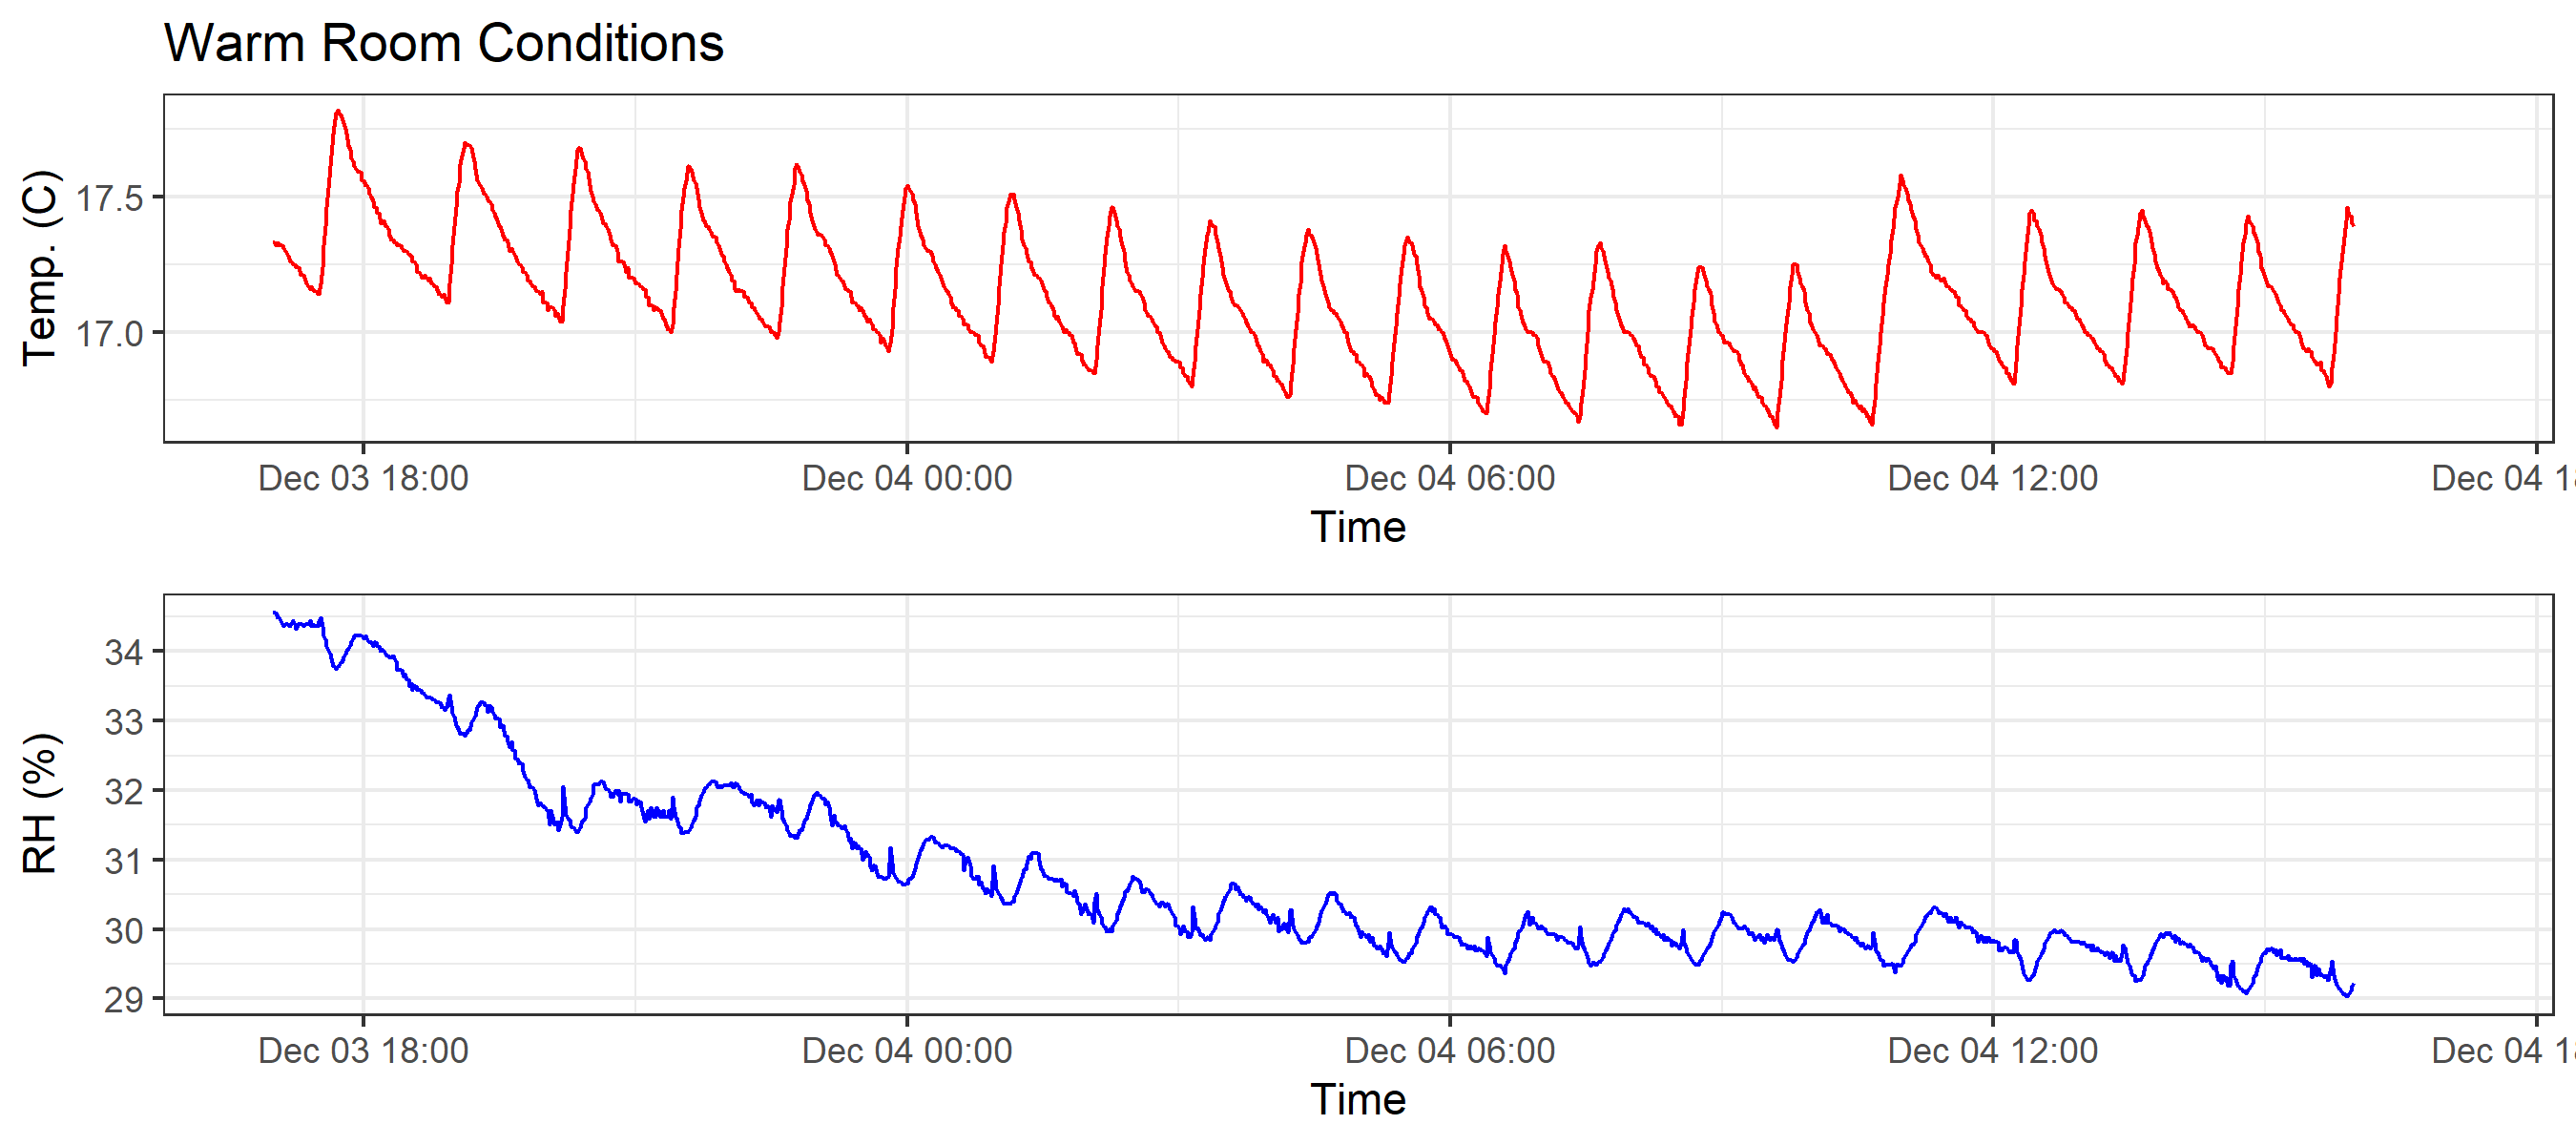 Warm Room Conditions
Temp. (C)
17.5
17.0
Dec 03 18:00 Dec 04 00:00 Dec 04 06:00 Dec 04 12:00 Dec 04 1
Time
RH (%)
34
33
32
31
30
29
Dec 03 18:00 Dec 04 00:00 Dec 04 06:00 Dec 04 12:00 Dec 04 1
Time